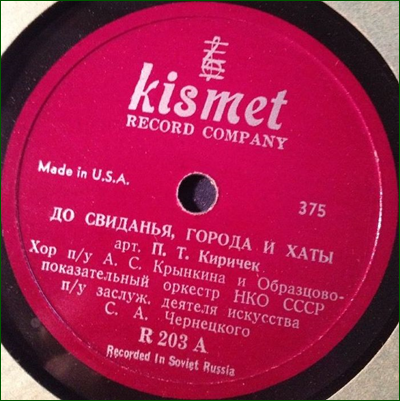 kismet
RECORD COMPANY
Made in U.S.A.
375
ДО СВИДАНЬЯ, ГОРОДА И ХАТЫ
арт. П. Т. Киричек
Хор п/у А. С. Крынкина и Образцово-
показательный оркестр НКО СССР
п/у заслуж. деятеля искусства
С. А. Чернецкого
R 203 A
Recorded In Soviet Russia